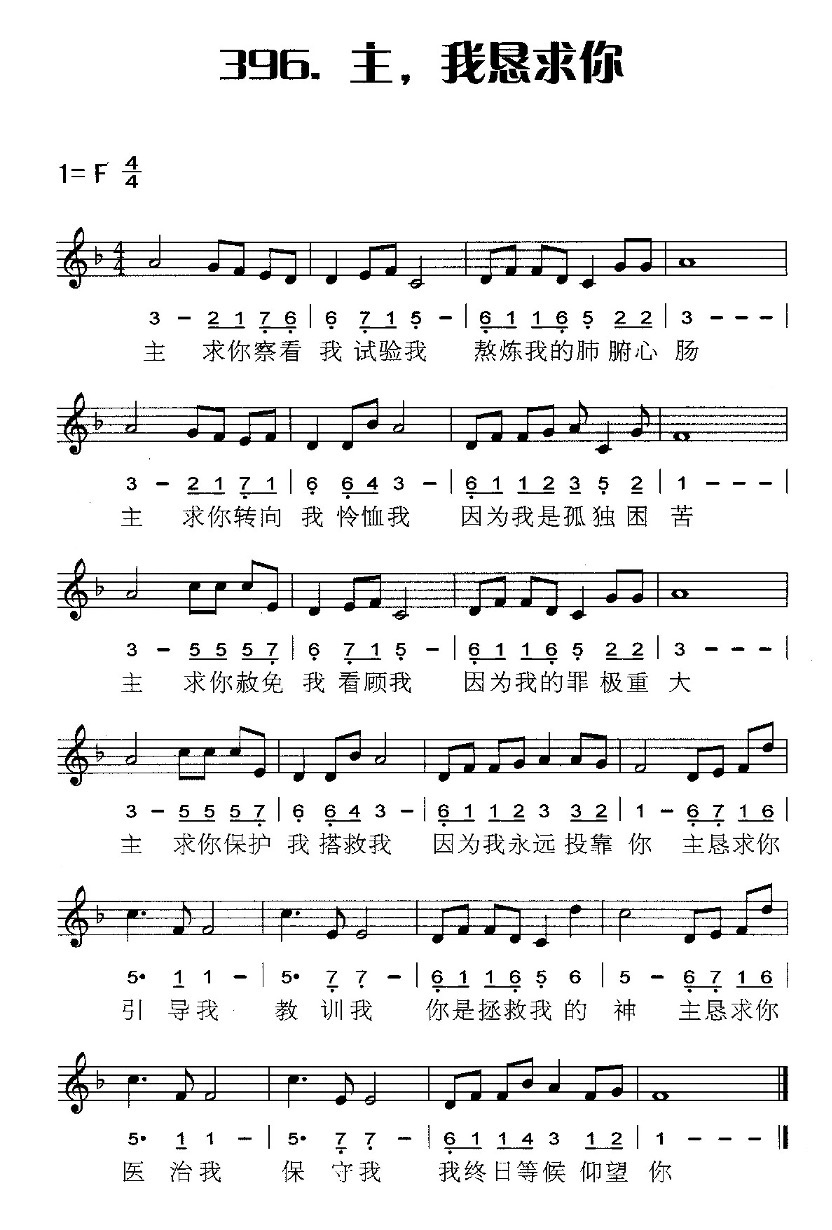 396. 主，我恳求你
1= F 4/4
3 - 2 1 7 6 | 6 7 1 5 - | 6 1 1 6 5 2 2 | 3 - - - |
主 求你察看 我 试验我 熬炼我的肺腑心 肠
3 - 2 1 7 1 | 6 6 4 3 - | 6 1 1 2 3 5 2 | 1 - - - |
主 求你转向 我 怜恤我 因为我是孤独困 苦
3 - 5 5 5 7 | 6 7 1 5 - | 6 1 1 6 5 2 2 | 3 - - - |
主 求你赦免 我 看顾我 因为我的罪极重 大
3 - 5 5 5 7 | 6 6 4 3 - | 6 1 1 2 3 3 2 | 1 - 6 7 1 6 |
主 求你保护 我 搭救我 因为我永远投靠 你 主恳求你
5· 1 1 - | 5· 7 7 - | 6 1 1 6 5 6 | 5 - 6 7 1 6 |
引 导我 教 训我 你是拯救我的 神 主恳求你
5· 1 1 - | 5· 7 7 - | 6 1 1 4 3 1 2 | 1 - - - ‖
医 治我 保 守我 我终日等候仰望 你